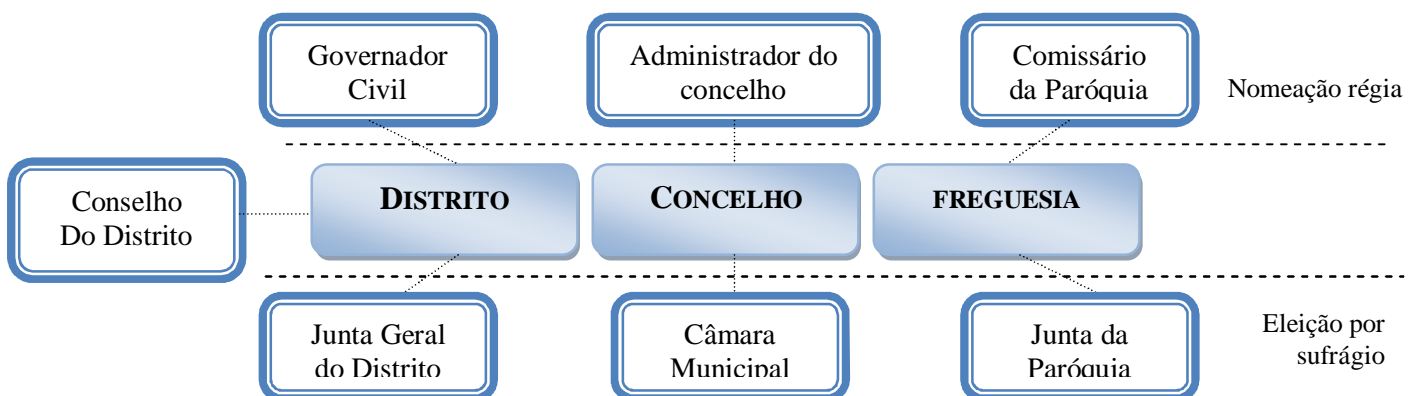 Governador
Civil
Administrador do
concelho
Comissário
da Paróquia
Nomeação régia
Conselho
Do Distrito
DISTRITO
CONCELHO
FREGUESIA
Junta Geral
do Distrito
Câmara
Municipal
Junta da
Paróquia
Eleição por
sufrágio